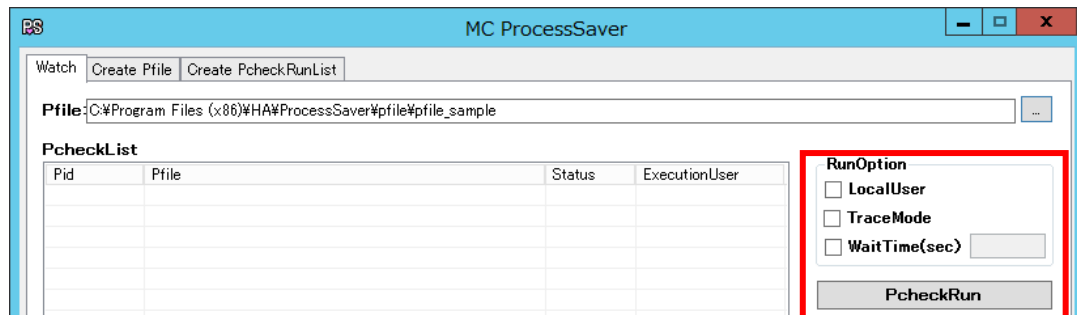 PS MC ProcessSaver
Watch Create Pfile Create PcheckRunList
Pfile: C:¥Program Files (x86)¥HA¥ProcessSaver¥pfile¥pfile_sample ...
PcheckList
Pid Pfile Status ExecutionUser
RunOption
LocalUser
TraceMode
WaitTime(sec)
PcheckRun